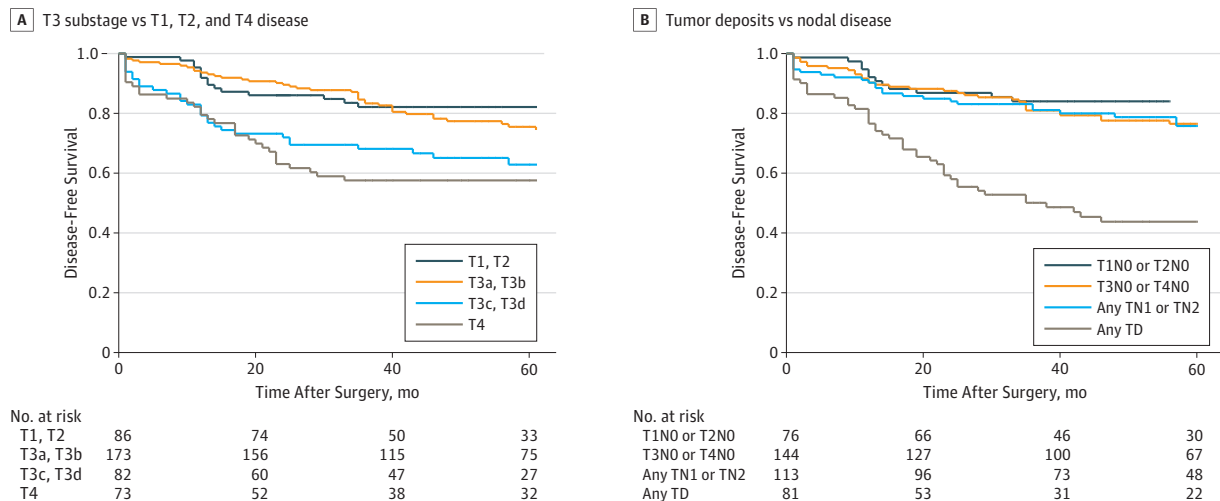 A T3 substage vs T1, T2, and T4 disease
1.0
0.8
0.6
0.4
0.2
0
Disease-Free Survival
T1, T2
T3a, T3b
T3c, T3d
T4
0 20 40 60
Time After Surgery, mo
No. at risk
T1, T2 86 74 50 33
T3a, T3b 173 156 115 75
T3c, T3d 82 60 47 27
T4 73 52 38 32
B Tumor deposits vs nodal disease
1.0
0.8
0.6
0.4
0.2
0
Disease-Free Survival
T1N0 or T2N0
T3N0 or T4N0
Any TN1 or TN2
Any TD
0 20 40 60
Time After Surgery, mo
No. at risk
T1N0 or T2N0 76 66 46 30
T3N0 or T4N0 144 127 100 67
Any TN1 or TN2 113 96 73 48
Any TD 81 53 31 22